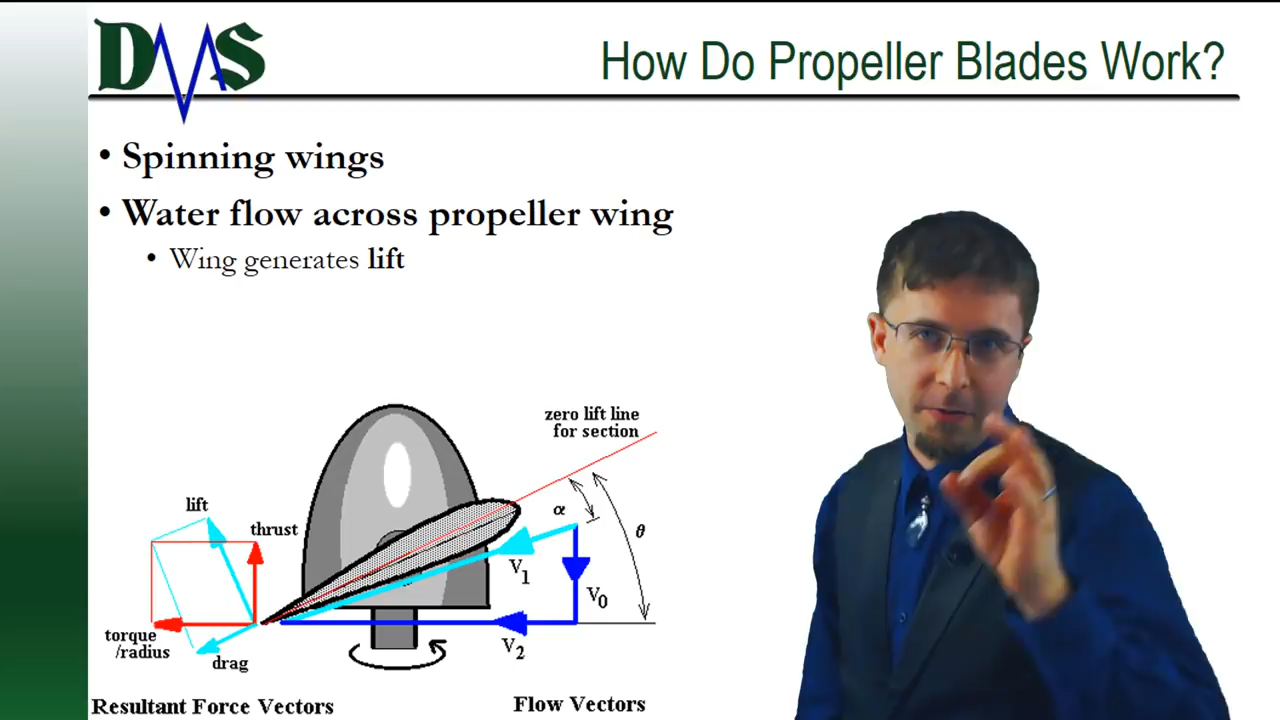 DMS
How Do Propeller Blades Work?
• Spinning wings
• Water flow across propeller wing
• Wing generates lift
zero lift line
for section
lift
thrust
α
θ
V1
V0
V2
torque
/radius
drag
Resultant Force Vectors
Flow Vectors